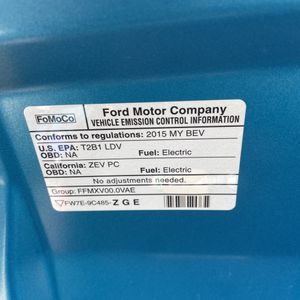 FoMoCo
Ford Motor Company
VEHICLE EMISSION CONTROL INFORMATION
Conforms to regulations: 2015 MY BEV
U.S. EPA: T2B1 LDV
OBD: NA Fuel: Electric
California: ZEV PC
OBD: NA Fuel: Electric
No adjustments needed.
Group: FFMXV00.0VAE
FW7E-9C485-ZGE